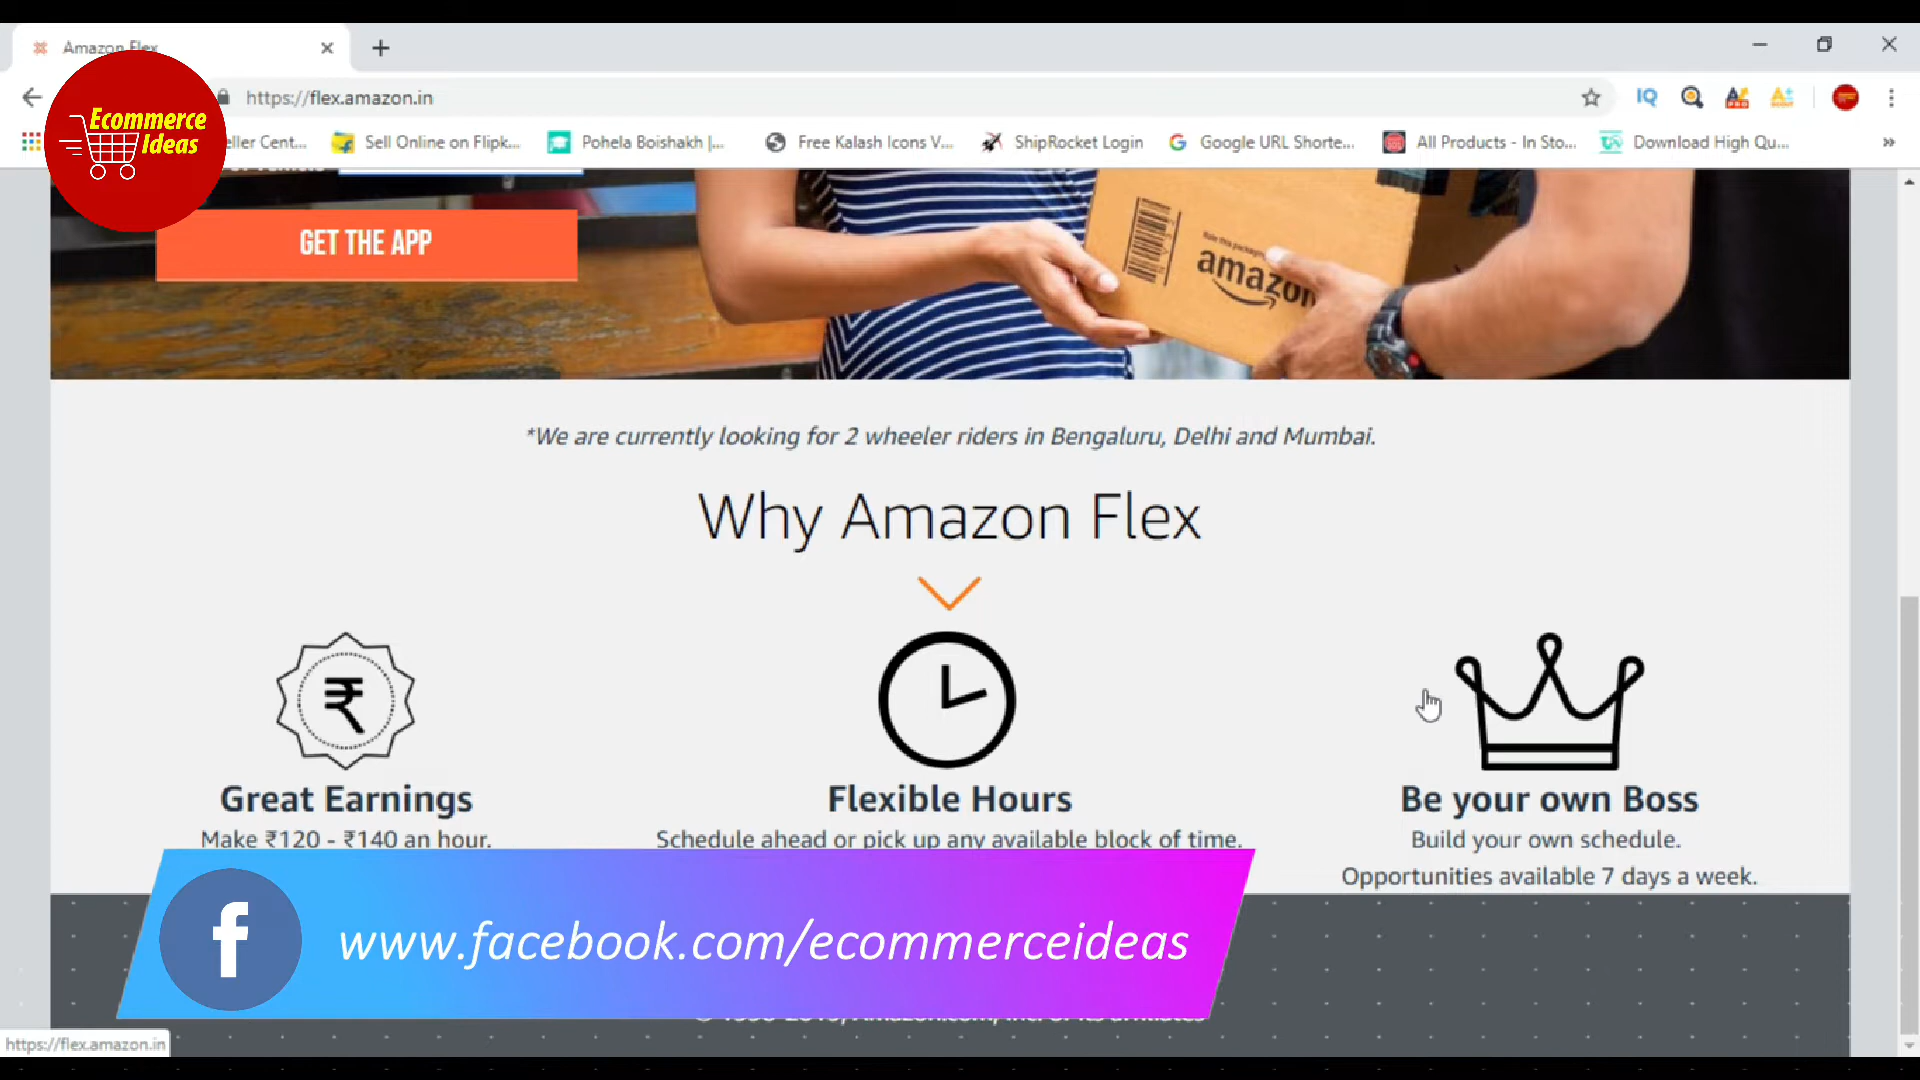 Amazon Flex
https://flex.amazon.in
Ecommerce
Ideas
eller Cent...
Sell Online on Flipk...
Pohela Boishakh |...
Free Kalash Icons V...
ShipRocket Login
Google URL Shorte...
All Products - In Sto...
Download High Qu...
IQ
GET THE APP
amazon
*We are currently looking for 2 wheeler riders in Bengaluru, Delhi and Mumbai.
Why Amazon Flex
₹
Great Earnings
Make ₹120 - ₹140 an hour.
Flexible Hours
Schedule ahead or pick up any available block of time.
Be your own Boss
Build your own schedule.
Opportunities available 7 days a week.
f
www.facebook.com/ecommerceideas
https://flex.amazon.in